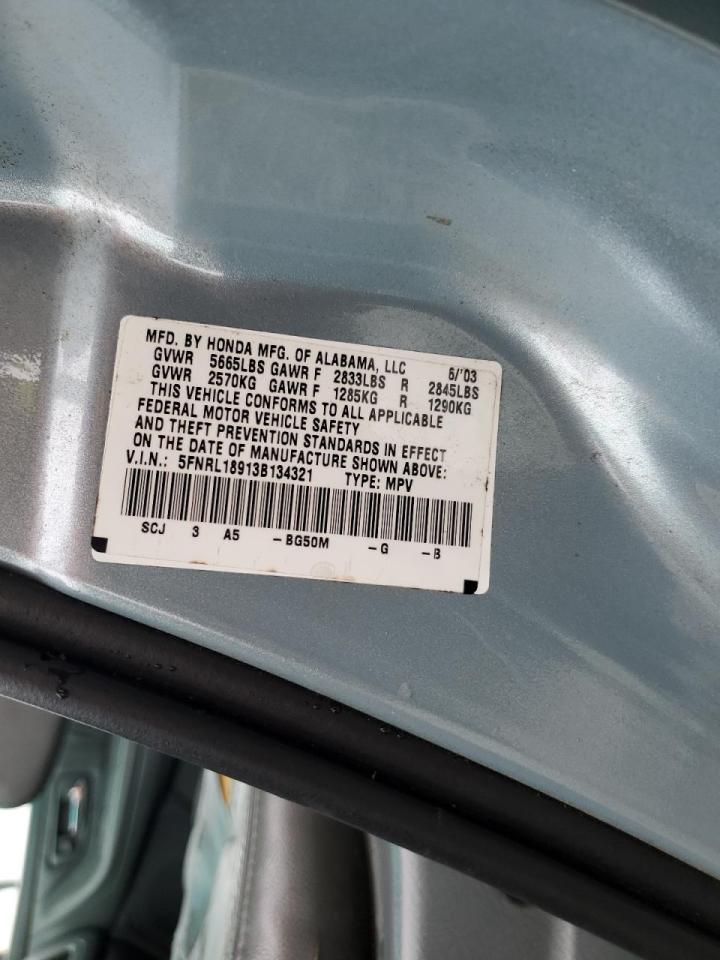 MFD. BY HONDA MFG. OF ALABAMA, LLC 6/'03
GVWR 5665LBS GAWR F 2833LBS R 2845LBS
GVWR 2570KG GAWR F 1285KG R 1290KG
THIS VEHICLE CONFORMS TO ALL APPLICABLE
FEDERAL MOTOR VEHICLE SAFETY
AND THEFT PREVENTION STANDARDS IN EFFECT
ON THE DATE OF MANUFACTURE SHOWN ABOVE:
V.I.N.: 5FNRL18913B134321 TYPE: MPV
SCJ 3 A5 -BG50M -G -B